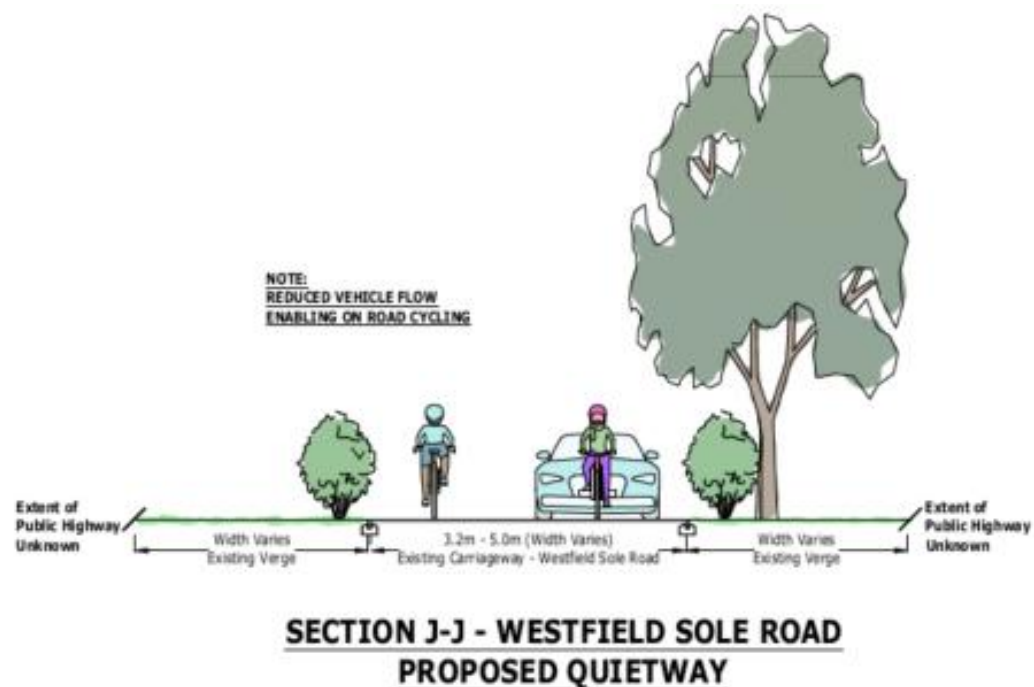 NOTE:
REDUCED VEHICLE FLOW
ENABLING ON ROAD CYCLING
Extent of
Public Highway
Unknown
Width Varies
Existing Verge
3.2m - 5.0m (Width Varies)
Existing Carriageway - Westfield Sole Road
Width Varies
Existing Verge
Extent of
Public Highway
Unknown
SECTION J-J - WESTFIELD SOLE ROAD
PROPOSED QUIETWAY